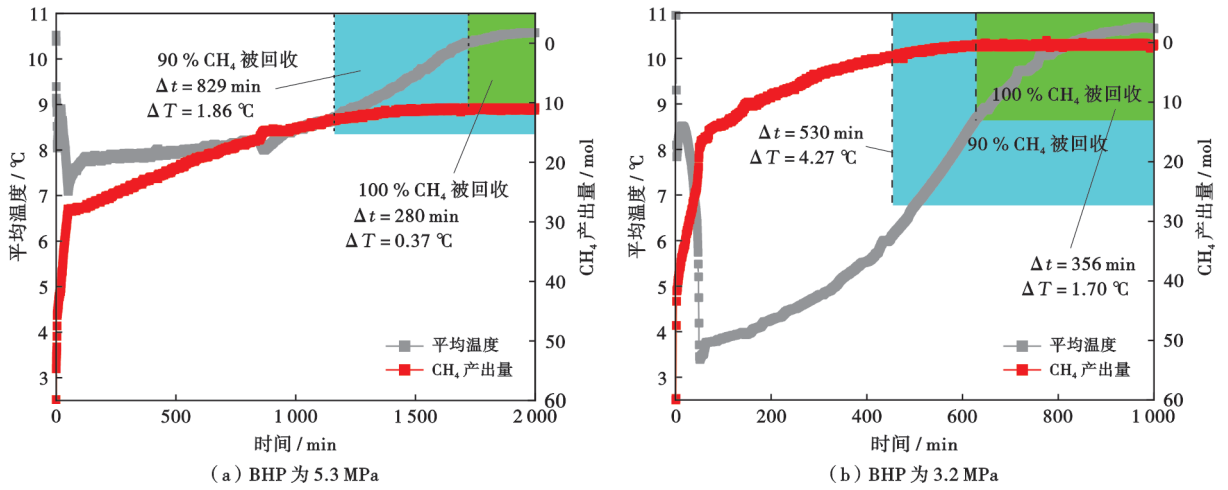 11
10
9
8
7
6
5
4
3
平均温度 / ℃
0
10
20
30
40
50
60
CH₄ 产出量 / mol
90 % CH₄ 被回收
Δt = 829 min
ΔT = 1.86 ℃
100 % CH₄ 被回收
Δt = 280 min
ΔT = 0.37 ℃
平均温度
CH₄ 产出量
0 500 1 000 1 500 2 000
时间 / min
(a) BHP 为 5.3 MPa
11
10
9
8
7
6
5
4
3
平均温度 / ℃
0
10
20
30
40
50
60
CH₄ 产出量 / mol
100 % CH₄ 被回收
Δt = 530 min
ΔT = 4.27 ℃
90 % CH₄ 被回收
Δt = 356 min
ΔT = 1.70 ℃
平均温度
CH₄ 产出量
0 200 400 600 800 1 000
时间 / min
(b) BHP 为 3.2 MPa